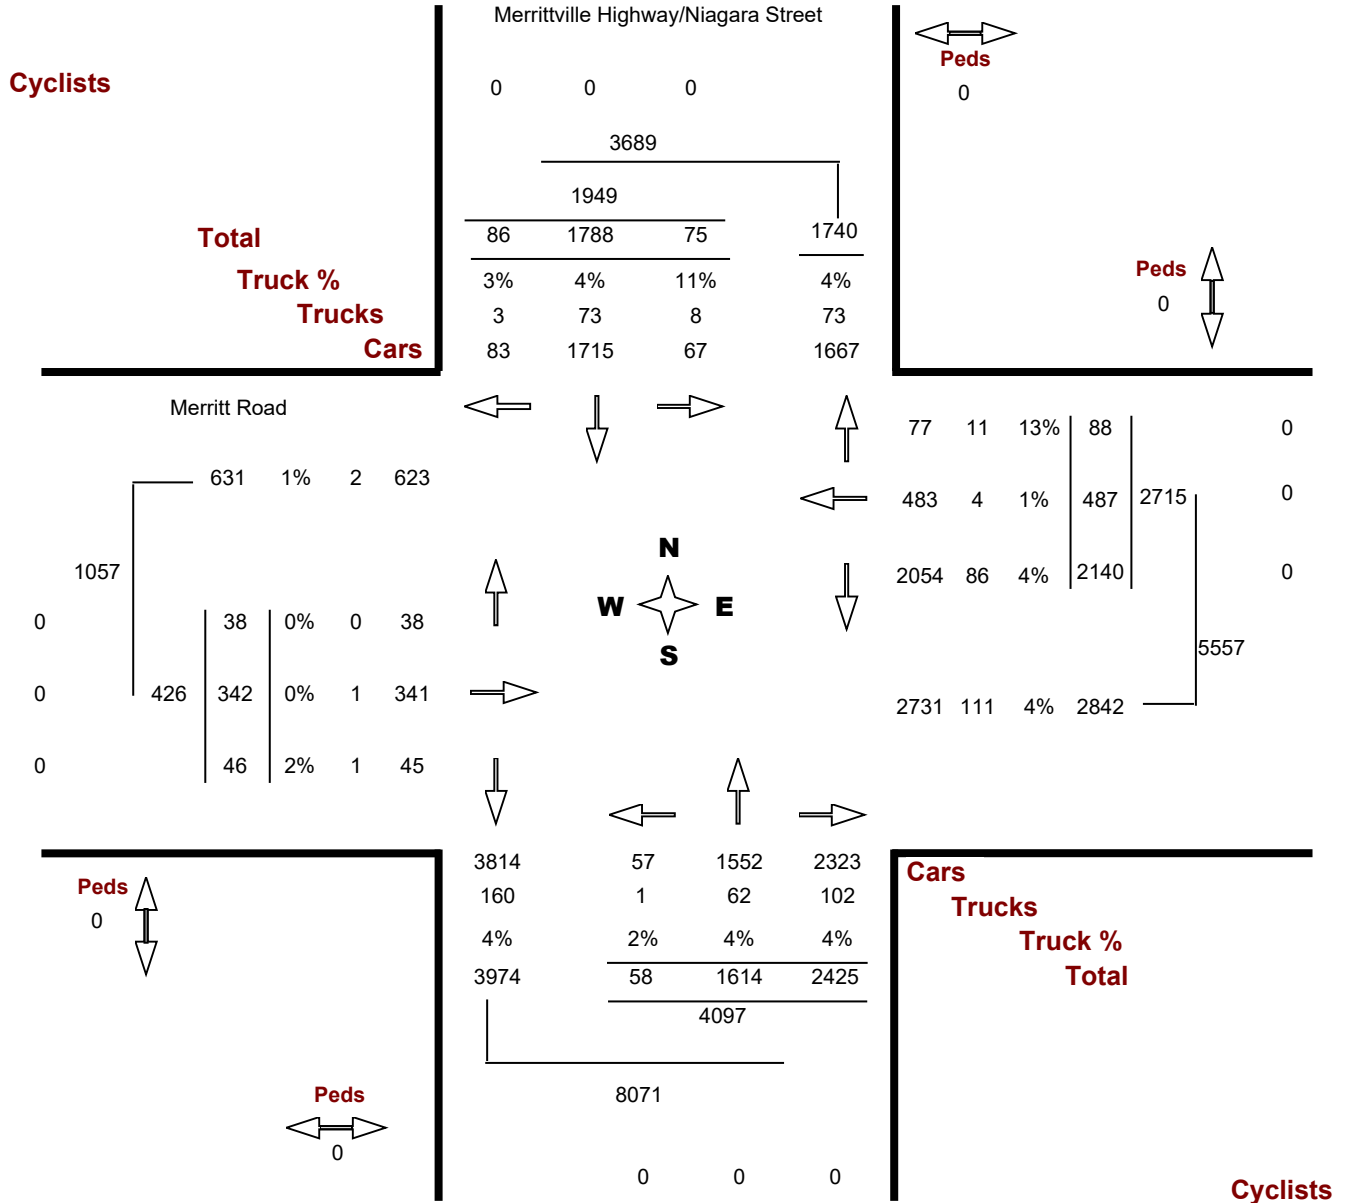 Merrittville Highway/Niagara Street
Peds
0
Cyclists
0 0 0
3689
1949
Total 86 1788 75 1740
Truck % 3% 4% 11% 4%
Trucks 3 73 8 73
Cars 83 1715 67 1667
Peds
0
Merritt Road
77 11 13% 88 0
631 1% 2 623
483 4 1% 487 2715 0
N
1057
2054 86 4% 2140 0
W E
0 38 0% 0 38
S
5557
0 426 342 0% 1 341
2731 111 4% 2842
0 46 2% 1 45
3814 57 1552 2323 Cars
160 1 62 102 Trucks
4% 2% 4% 4% Truck %
3974 58 1614 2425 Total
Peds
0
4097
8071
Peds
0
0 0 0
Cyclists